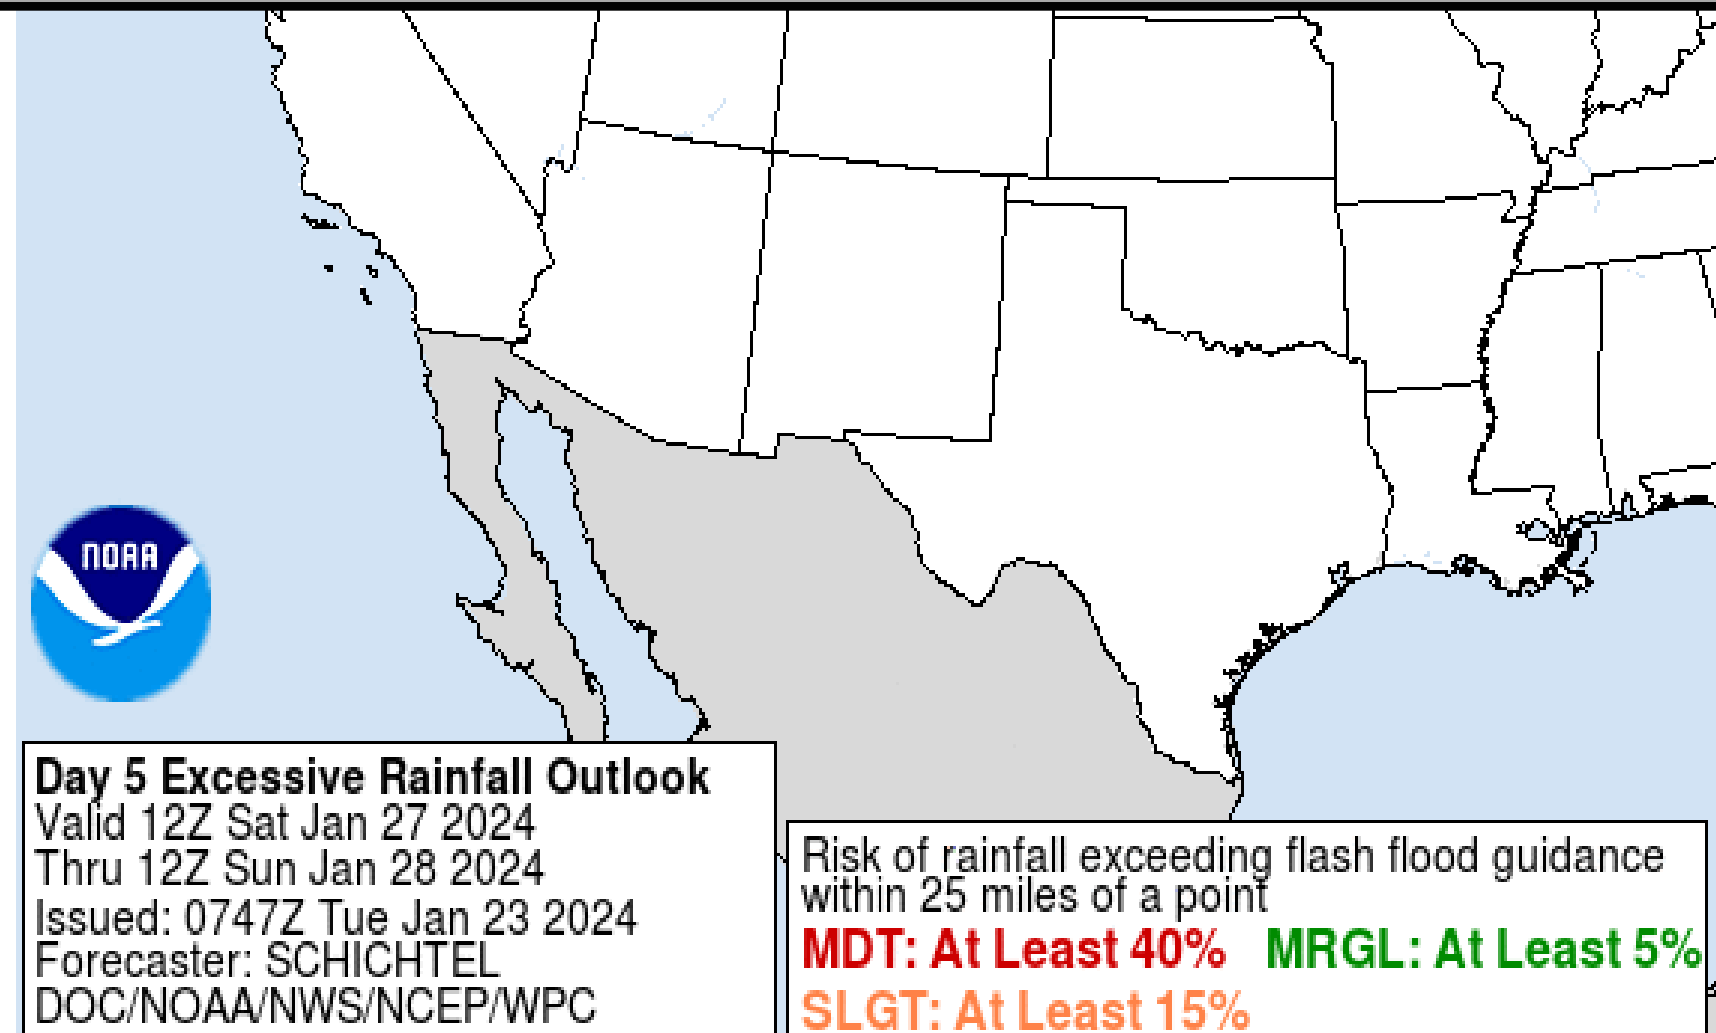 NOAA
Day 5 Excessive Rainfall Outlook
Valid 12Z Sat Jan 27 2024
Thru 12Z Sun Jan 28 2024
Issued: 0747Z Tue Jan 23 2024
Forecaster: SCHICHTEL
DOC/NOAA/NWS/NCEP/WPC
Risk of rainfall exceeding flash flood guidance
within 25 miles of a point
MDT: At Least 40% MRGL: At Least 5%
SLGT: At Least 15%